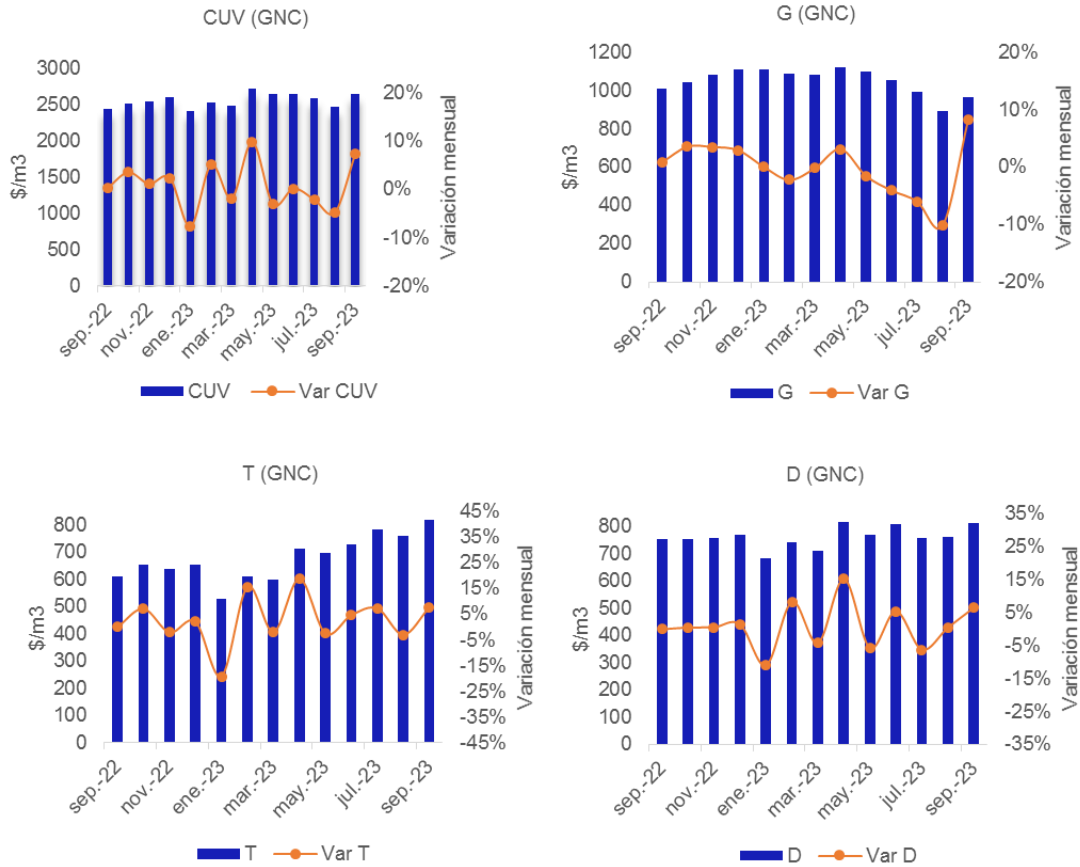 CUV (GNC)
$/m3
3000
2500
2000
1500
1000
500
0
20%
10%
0%
-10%
-20%
Variación mensual
sep.-22
nov.-22
ene.-23
mar.-23
may.-23
jul.-23
sep.-23
CUV Var CUV
G (GNC)
$/m3
1200
1000
800
600
400
200
0
20%
10%
0%
-10%
-20%
Variación mensual
sep.-22
nov.-22
ene.-23
mar.-23
may.-23
jul.-23
sep.-23
G Var G
T (GNC)
$/m3
800
700
600
500
400
300
200
100
0
45%
35%
25%
15%
5%
-5%
-15%
-25%
-35%
-45%
Variación mensual
sep.-22
nov.-22
ene.-23
mar.-23
may.-23
jul.-23
sep.-23
T Var T
D (GNC)
$/m3
800
700
600
500
400
300
200
100
0
35%
25%
15%
5%
-5%
-15%
-25%
-35%
Variación mensual
sep.-22
nov.-22
ene.-23
mar.-23
may.-23
jul.-23
sep.-23
D Var D